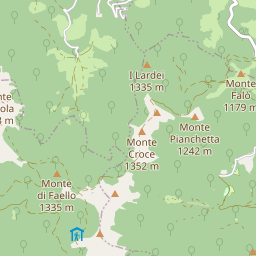 I Lardei
1335 m
Monte
Falò
1179 m
Monte
Pianchetta
1242 m
Monte
Croce
1352 m
Monte
di Faello
1335 m